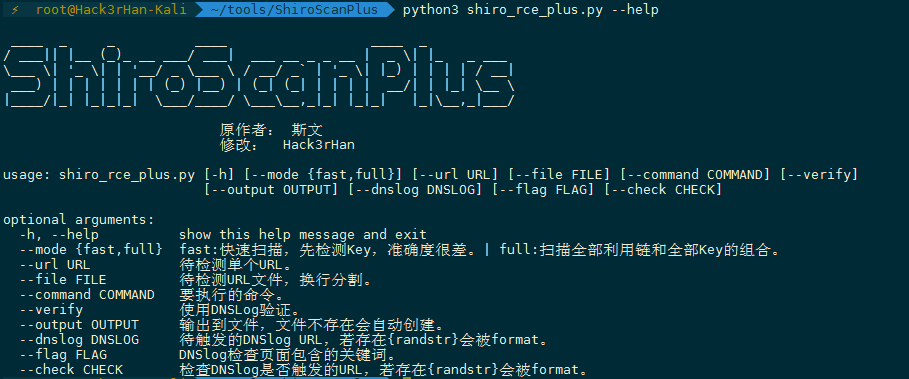 ⚡ root@Hack3rHan-Kali ~/tools/ShiroScanPlus python3 shiro_rce_plus.py --help
ShiroScanPlus
原作者： 斯文
修改： Hack3rHan
usage: shiro_rce_plus.py [-h] [--mode {fast,full}] [--url URL] [--file FILE] [--command COMMAND] [--verify]
[--output OUTPUT] [--dnslog DNSLOG] [--flag FLAG] [--check CHECK]
optional arguments:
-h, --help show this help message and exit
--mode {fast,full} fast:快速扫描，先检测Key，准确度很差。| full:扫描全部利用链和全部Key的组合。
--url URL 待检测单个URL。
--file FILE 待检测URL文件，换行分割。
--command COMMAND 要执行的命令。
--verify 使用DNSLog验证。
--output OUTPUT 输出到文件，文件不存在会自动创建。
--dnslog DNSLOG 待触发的DNSlog URL，若存在{randstr}会被format。
--flag FLAG DNSlog检查页面包含的关键词。
--check CHECK 检查DNSlog是否触发的URL，若存在{randstr}会被format。